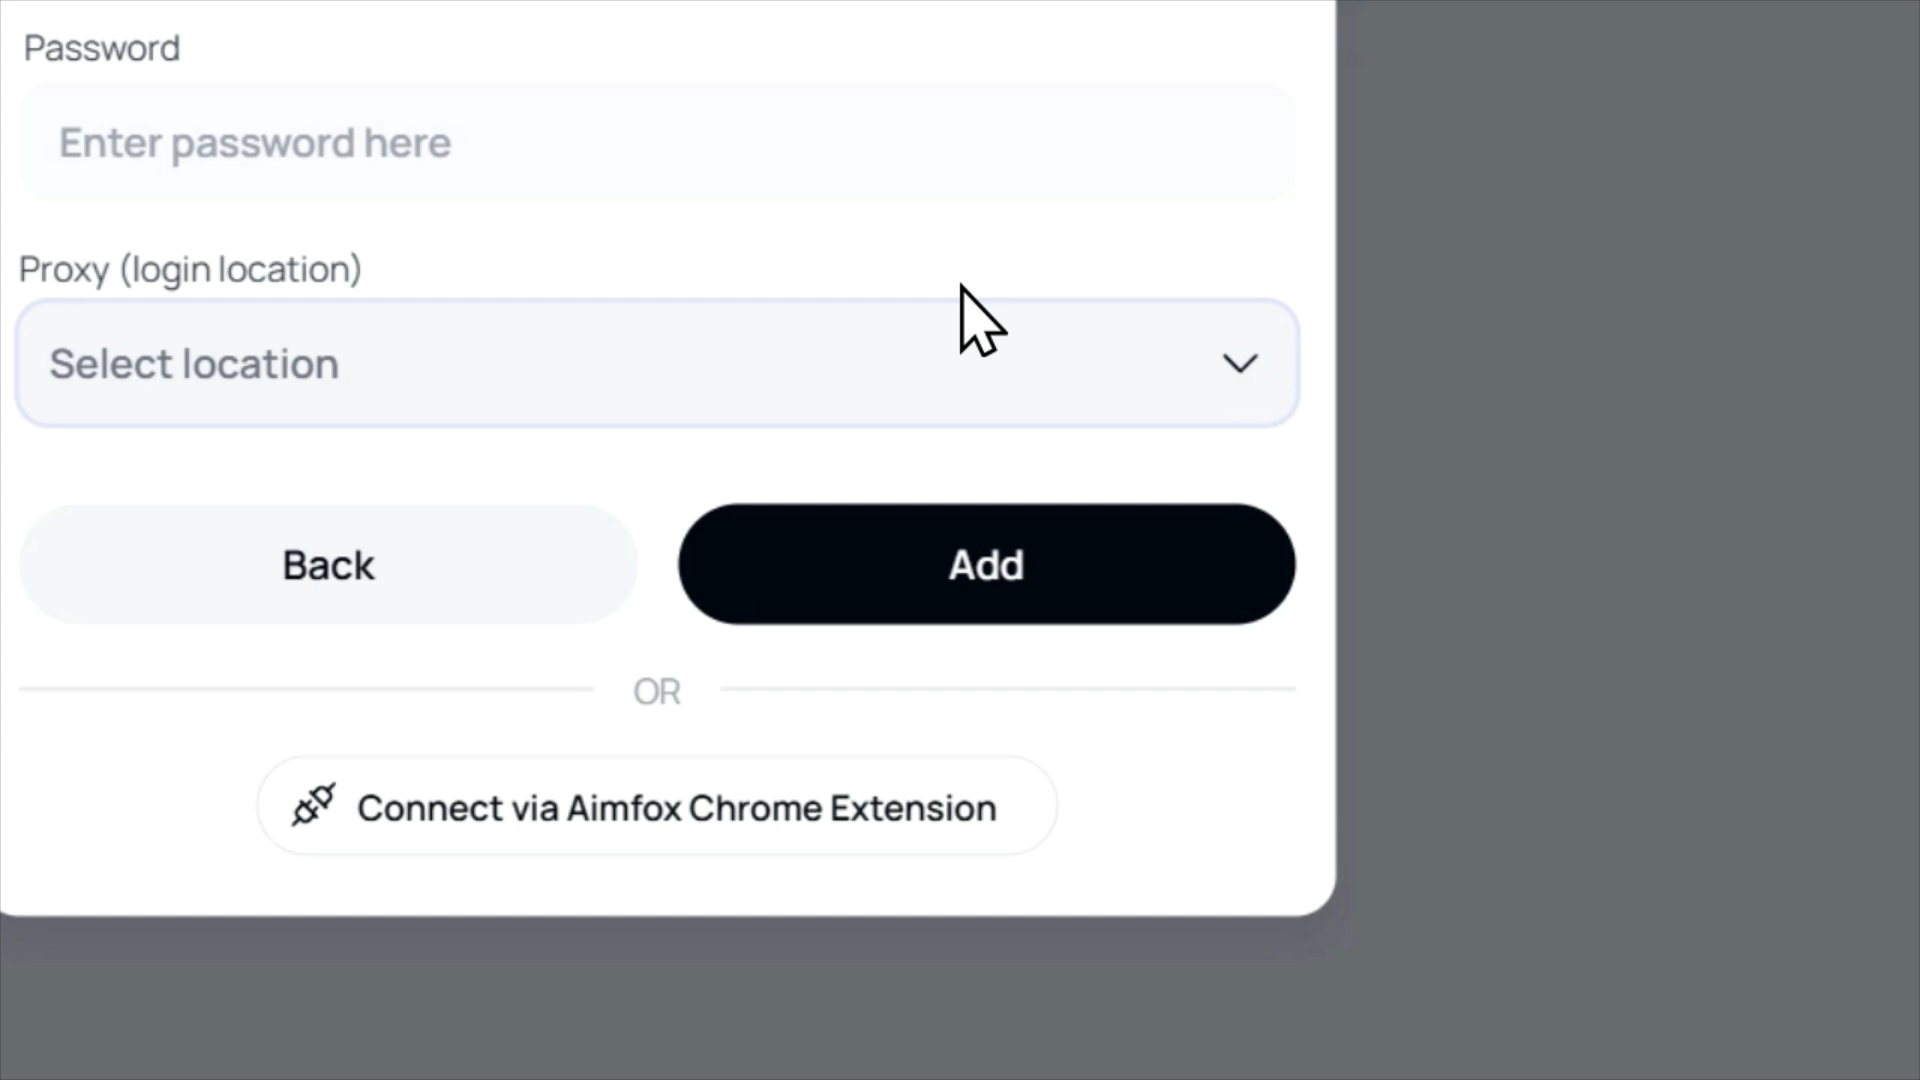 Password
Enter password here
Proxy (login location)
Select location
Back
Add
OR
Connect via Aimfox Chrome Extension